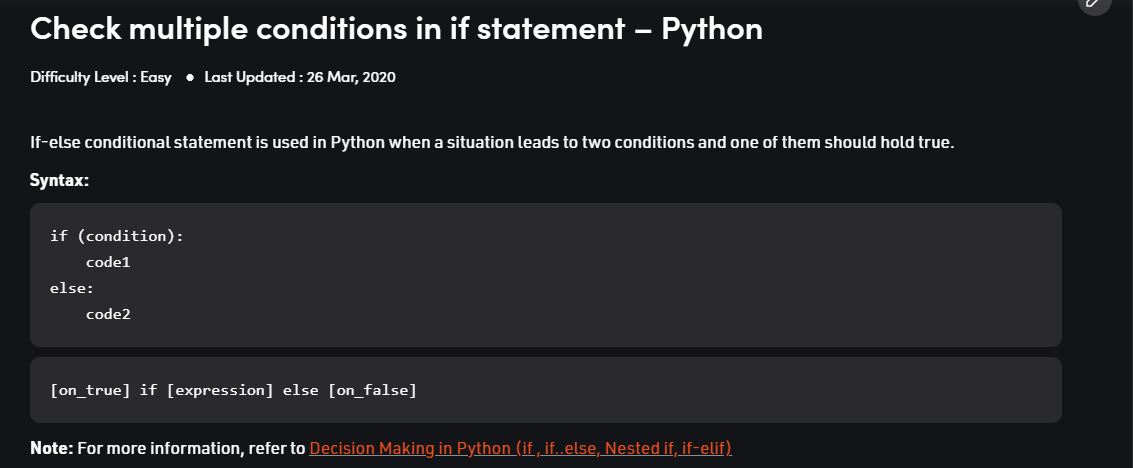 Check multiple conditions in if statement – Python
Difficulty Level : Easy ● Last Updated : 26 Mar, 2020
If-else conditional statement is used in Python when a situation leads to two conditions and one of them should hold true.
Syntax:
if (condition):
    code1
else:
    code2
[on_true] if [expression] else [on_false]
Note: For more information, refer to Decision Making in Python (if , if..else, Nested if, if-elif)